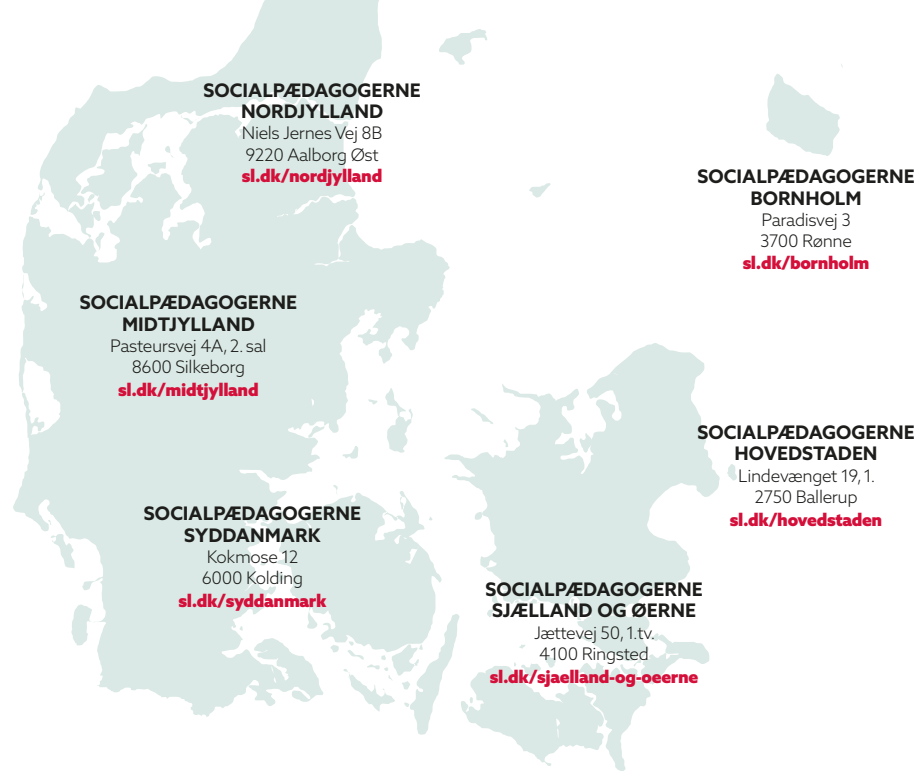 SOCIALPÆDAGOGERNE
NORDJYLLAND
Niels Jernes Vej 8B
9220 Aalborg Øst
sl.dk/nordjylland
SOCIALPÆDAGOGERNE
BORNHOLM
Paradisvej 3
3700 Rønne
sl.dk/bornholm
SOCIALPÆDAGOGERNE
MIDTJYLLAND
Pasteursvej 4A, 2. sal
8600 Silkeborg
sl.dk/midtjylland
SOCIALPÆDAGOGERNE
HOVEDSTADEN
Lindevænget 19, 1.
2750 Ballerup
sl.dk/hovedstaden
SOCIALPÆDAGOGERNE
SYDDANMARK
Kokmose 12
6000 Kolding
sl.dk/syddanmark
SOCIALPÆDAGOGERNE
SJÆLLAND OG ØERNE
Jættevej 50, 1.tv.
4100 Ringsted
sl.dk/sjaelland-og-oeerne